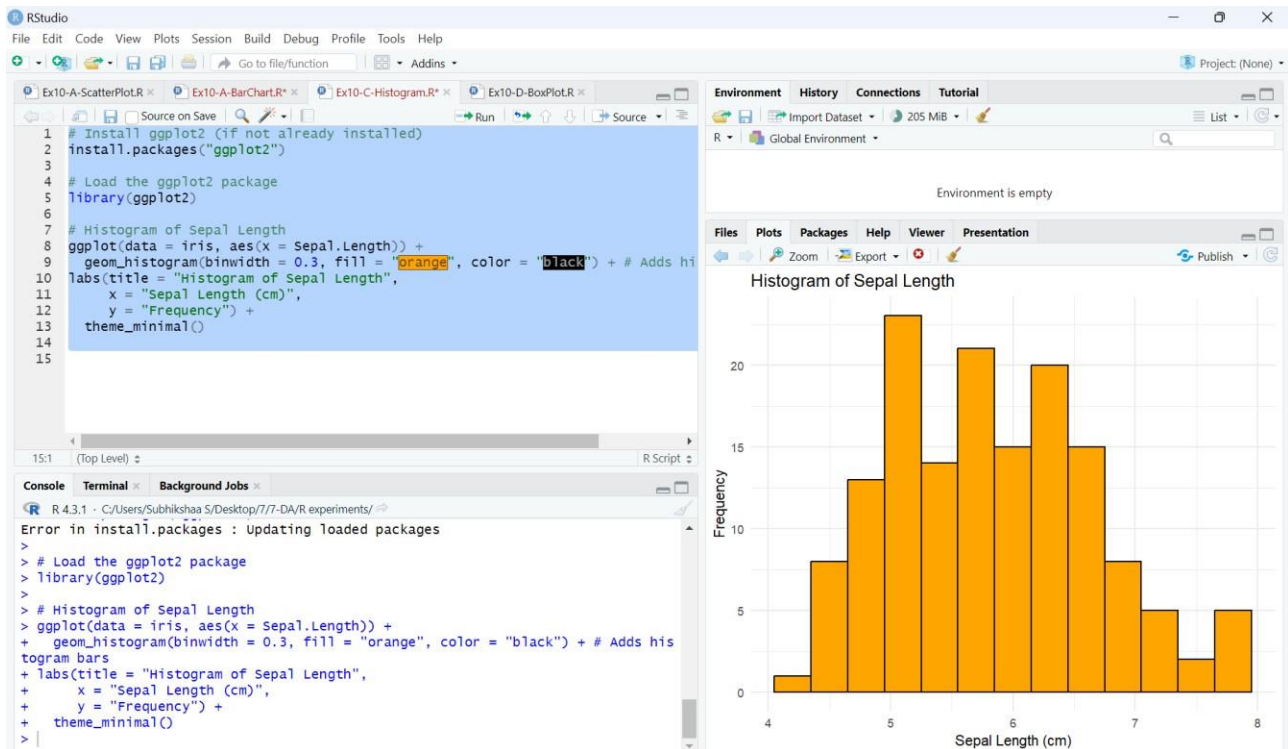 RStudio
File Edit Code View Plots Session Build Debug Profile Tools Help
Go to file/function Addins Project: (None)
Ex10-A-ScatterPlot.R Ex10-A-BarChart.R* Ex10-C-Histogram.R* Ex10-D-BoxPlot.R
Source on Save Run Source
1 # Install ggplot2 (if not already installed)
2 install.packages("ggplot2")
3
4 # Load the ggplot2 package
5 library(ggplot2)
6
7 # Histogram of Sepal Length
8 ggplot(data = iris, aes(x = Sepal.Length)) +
9 geom_histogram(binwidth = 0.3, fill = "orange", color = "black") + # Adds hi
10 labs(title = "Histogram of Sepal Length",
11 x = "Sepal Length (cm)",
12 y = "Frequency") +
13 theme_minimal()
14
15
15:1 (Top Level) R Script
Console Terminal Background Jobs
R 4.3.1 · C:/Users/Subhikshaa S/Desktop/7/7-DA/R experiments/
Error in install.packages : Updating loaded packages
>
> # Load the ggplot2 package
> library(ggplot2)
>
> # Histogram of Sepal Length
> ggplot(data = iris, aes(x = Sepal.Length)) +
+ geom_histogram(binwidth = 0.3, fill = "orange", color = "black") + # Adds his
togram bars
+ labs(title = "Histogram of Sepal Length",
+ x = "Sepal Length (cm)",
+ y = "Frequency") +
+ theme_minimal()
>
Environment History Connections Tutorial
Import Dataset 205 MiB List
R Global Environment
Environment is empty
Files Plots Packages Help Viewer Presentation
Zoom Export Publish
Histogram of Sepal Length
20
15
10
5
0
Frequency
4 5 6 7 8
Sepal Length (cm)